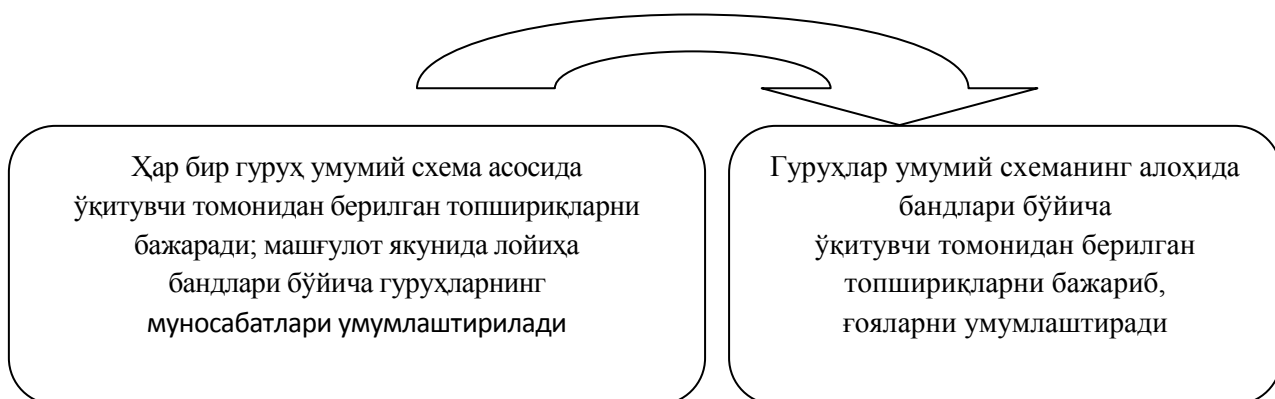 Ҳар бир гуруҳ умумий схема асосида
ўқитувчи томонидан берилган топшириқларни
бажаради; машғулот якунида лойиҳа
бандлари бўйича гуруҳларнинг
муносабатлари умумлаштирилади
Гуруҳлар умумий схеманинг алоҳида
бандлари бўйича
ўқитувчи томонидан берилган
топшириқларни бажариб,
ғояларни умумлаштиради